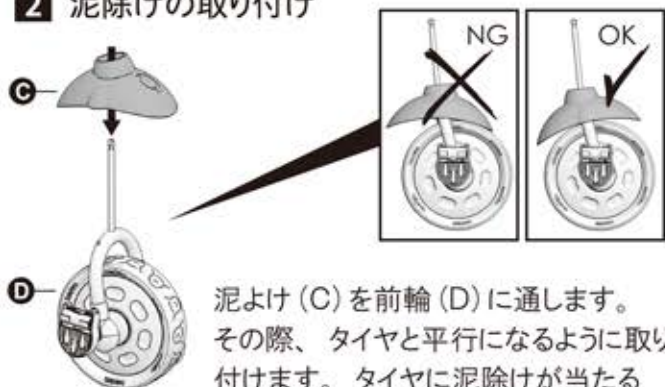 2 泥除けの取り付け
NG
OK
C
D
泥よけ（C）を前輪（D）に通します。
その際、タイヤと平行になるように取り
付けます。タイヤに泥除けが当たる